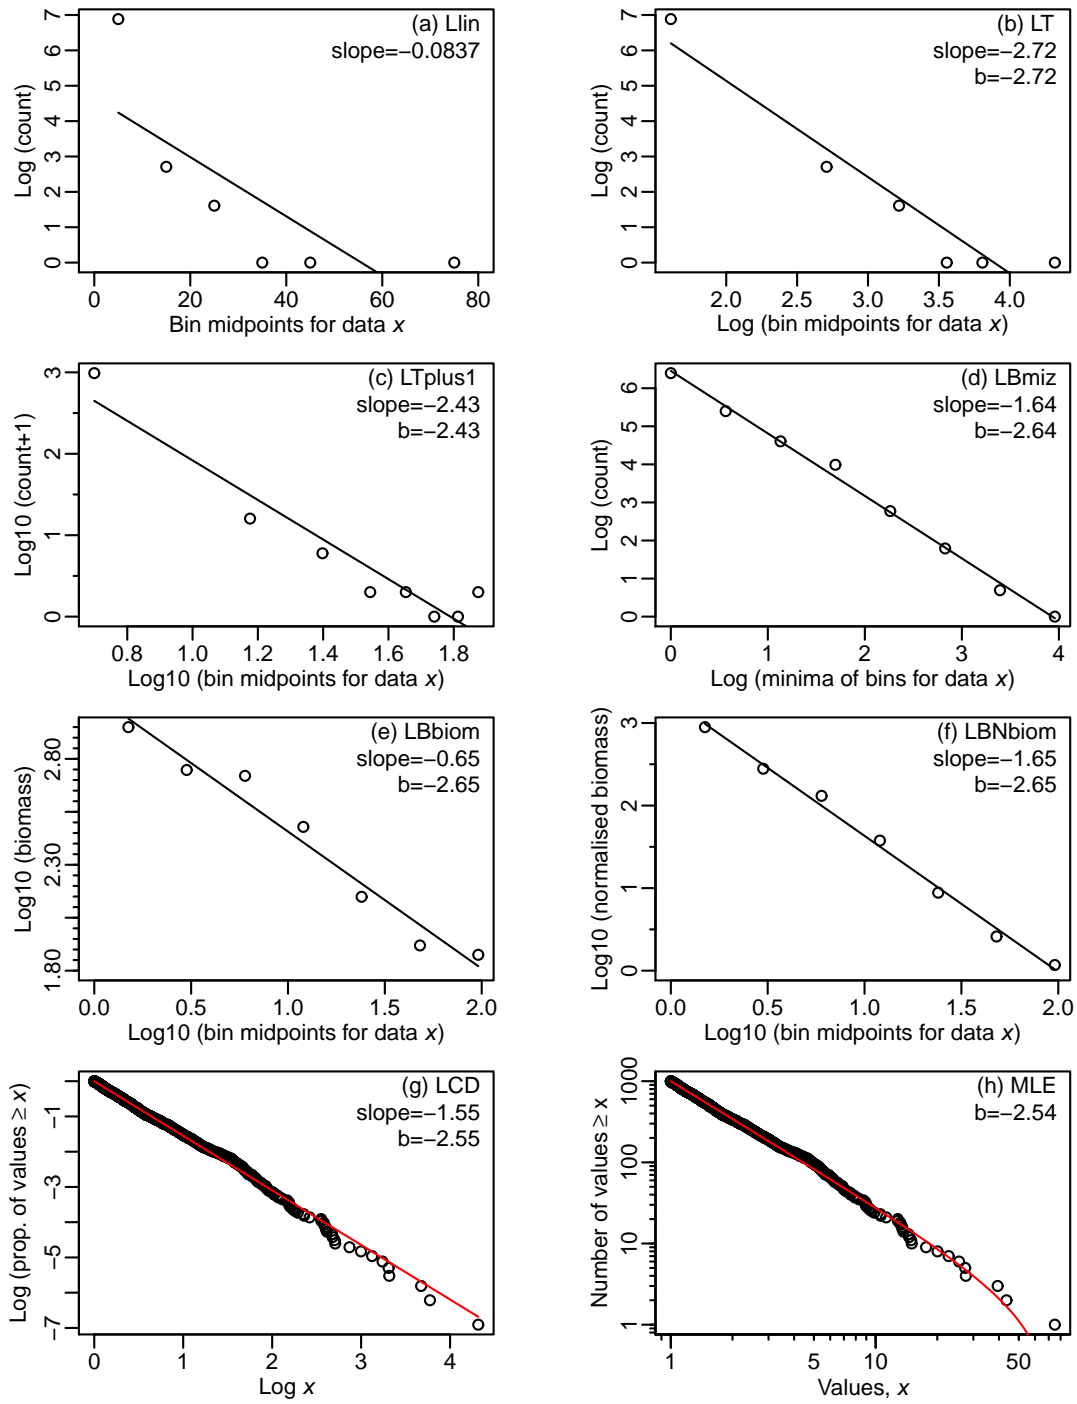 (a) Llin
slope=−0.0837
Log (count)
0 1 2 3 4 5 6 7
0 20 40 60 80
Bin midpoints for data x
(b) LT
slope=−2.72
b=−2.72
Log (count)
0 1 2 3 4 5 6 7
2.0 2.5 3.0 3.5 4.0
Log (bin midpoints for data x)
(c) LTplus1
slope=−2.43
b=−2.43
Log10 (count+1)
0 1 2 3
0.8 1.0 1.2 1.4 1.6 1.8
Log10 (bin midpoints for data x)
(d) LBmiz
slope=−1.64
b=−2.64
Log (count)
0 1 2 3 4 5 6
0 1 2 3 4
Log (minima of bins for data x)
(e) LBbiom
slope=−0.65
b=−2.65
Log10 (biomass)
1.80 2.30 2.80
0.0 0.5 1.0 1.5 2.0
Log10 (bin midpoints for data x)
(f) LBNbiom
slope=−1.65
b=−2.65
Log10 (normalised biomass)
0 1 2 3
0.0 0.5 1.0 1.5 2.0
Log10 (bin midpoints for data x)
(g) LCD
slope=−1.55
b=−2.55
Log (prop. of values ≥ x)
−7 −5 −3 −1
0 1 2 3 4
Log x
(h) MLE
b=−2.54
Number of values ≥ x
1 10 100 1000
1 5 10 50
Values, x